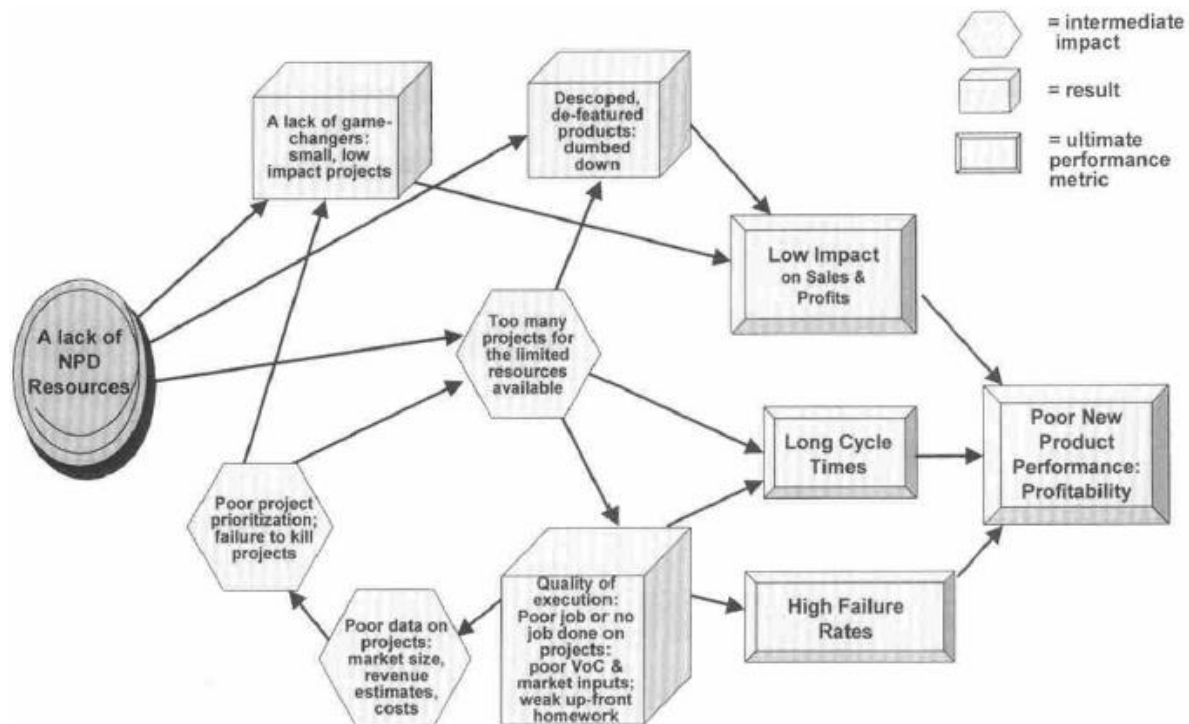 = intermediate
impact
= result
= ultimate
performance
metric
A lack of game-
changers:
small, low
impact projects
Descoped,
de-featured
products:
dumbed
down
Low Impact
on Sales &
Profits
A lack of
NPD
Resources
Too many
projects for
the limited
resources
available
Long Cycle
Times
Poor New
Product
Performance:
Profitability
Poor project
prioritization;
failure to kill
projects
Quality of
execution:
Poor job or no
job done on
projects:
poor VoC &
market inputs;
weak up-front
homework
High Failure
Rates
Poor data on
projects:
market size,
revenue
estimates,
costs